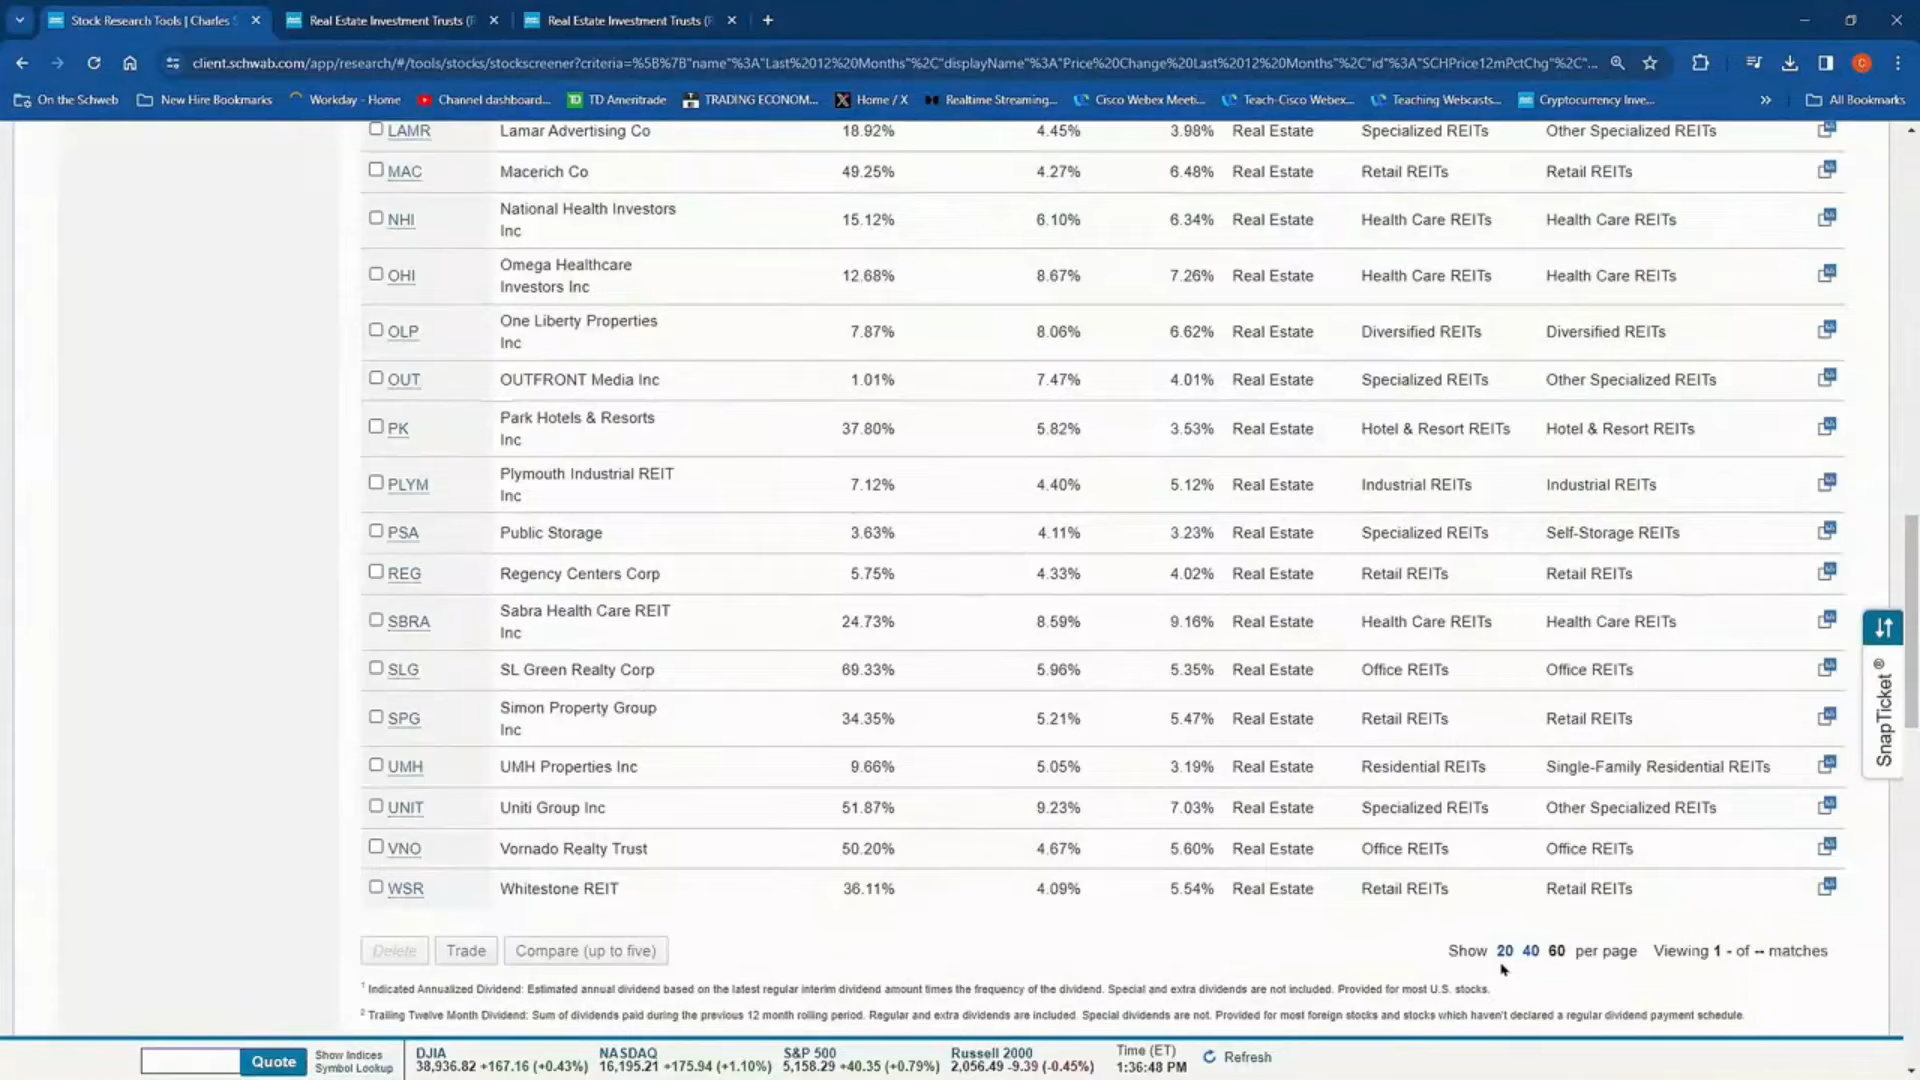 Stock Research Tools | Charles
Real Estate Investment Trusts (
Real Estate Investment Trusts (
client.schwab.com/app/research/#/tools/stocks/stockscreener?criteria=%5B%7B"name"%3A"Last%2012%20Months"%2C"displayName"%3A"Price%20Change%20Last%2012%20Months"%2C"id"%3A"SCHPrice12mPctChg"%2C"...
On the Schweb New Hire Bookmarks Workday - Home Channel dashboard... TD Ameritrade TRADING ECONOM... Home / X Realtime Streaming... Cisco Webex Meeti... Teach-Cisco Webex... Teaching Webcasts... Cryptocurrency Inve... » All Bookmarks
LAMR Lamar Advertising Co 18.92% 4.45% 3.98% Real Estate Specialized REITs Other Specialized REITs
MAC Macerich Co 49.25% 4.27% 6.48% Real Estate Retail REITs Retail REITs
NHI National Health Investors 15.12% 6.10% 6.34% Real Estate Health Care REITs Health Care REITs
Inc
OHI Omega Healthcare 12.68% 8.67% 7.26% Real Estate Health Care REITs Health Care REITs
Investors Inc
OLP One Liberty Properties 7.87% 8.06% 6.62% Real Estate Diversified REITs Diversified REITs
Inc
OUT OUTFRONT Media Inc 1.01% 7.47% 4.01% Real Estate Specialized REITs Other Specialized REITs
PK Park Hotels & Resorts 37.80% 5.82% 3.53% Real Estate Hotel & Resort REITs Hotel & Resort REITs
Inc
PLYM Plymouth Industrial REIT 7.12% 4.40% 5.12% Real Estate Industrial REITs Industrial REITs
Inc
PSA Public Storage 3.63% 4.11% 3.23% Real Estate Specialized REITs Self-Storage REITs
REG Regency Centers Corp 5.75% 4.33% 4.02% Real Estate Retail REITs Retail REITs
SBRA Sabra Health Care REIT 24.73% 8.59% 9.16% Real Estate Health Care REITs Health Care REITs
Inc
SLG SL Green Realty Corp 69.33% 5.96% 5.35% Real Estate Office REITs Office REITs
SPG Simon Property Group 34.35% 5.21% 5.47% Real Estate Retail REITs Retail REITs
Inc
UMH UMH Properties Inc 9.66% 5.05% 3.19% Real Estate Residential REITs Single-Family Residential REITs
UNIT Uniti Group Inc 51.87% 9.23% 7.03% Real Estate Specialized REITs Other Specialized REITs
VNO Vornado Realty Trust 50.20% 4.67% 5.60% Real Estate Office REITs Office REITs
WSR Whitestone REIT 36.11% 4.09% 5.54% Real Estate Retail REITs Retail REITs
SnapTicket®
Delete Trade Compare (up to five) Show 20 40 60 per page Viewing 1 - of -- matches
1 Indicated Annualized Dividend: Estimated annual dividend based on the latest regular interim dividend amount times the frequency of the dividend. Special and extra dividends are not included. Provided for most U.S. stocks.
2 Trailing Twelve Month Dividend: Sum of dividends paid during the previous 12 month rolling period. Regular and extra dividends are included. Special dividends are not. Provided for most foreign stocks and stocks which haven't declared a regular dividend payment schedule.
Quote Show Indices DJIA NASDAQ S&P 500 Russell 2000 Time (ET) Refresh
Symbol Lookup 38,936.82 +167.16 (+0.43%) 16,195.21 +175.94 (+1.10%) 5,158.29 +40.35 (+0.79%) 2,056.49 -9.39 (-0.45%) 1:36:48 PM